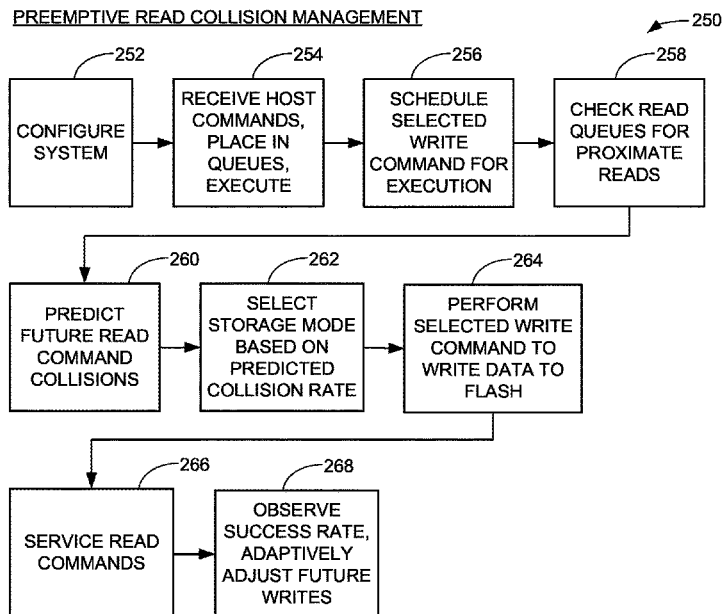 PREEMPTIVE READ COLLISION MANAGEMENT
250
252
CONFIGURE
SYSTEM
254
RECEIVE HOST
COMMANDS,
PLACE IN
QUEUES,
EXECUTE
256
SCHEDULE
SELECTED
WRITE
COMMAND FOR
EXECUTION
258
CHECK READ
QUEUES FOR
PROXIMATE
READS
260
PREDICT
FUTURE READ
COMMAND
COLLISIONS
262
SELECT
STORAGE MODE
BASED ON
PREDICTED
COLLISION RATE
264
PERFORM
SELECTED WRITE
COMMAND TO
WRITE DATA TO
FLASH
266
SERVICE READ
COMMANDS
268
OBSERVE
SUCCESS RATE,
ADAPTIVELY
ADJUST FUTURE
WRITES